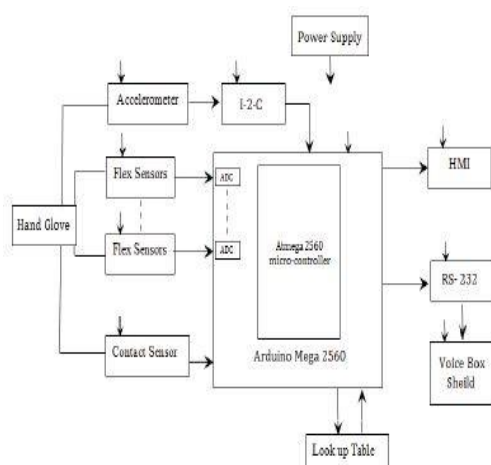 Power Supply
Accelerometer
I-2-C
Flex Sensors
ADC
HMI
Hand Glove
Flex Sensors
ADC
Atmega 2560
micro-controller
RS- 232
Contact Sensor
Arduino Mega 2560
Voice Box
Sheild
Look up Table